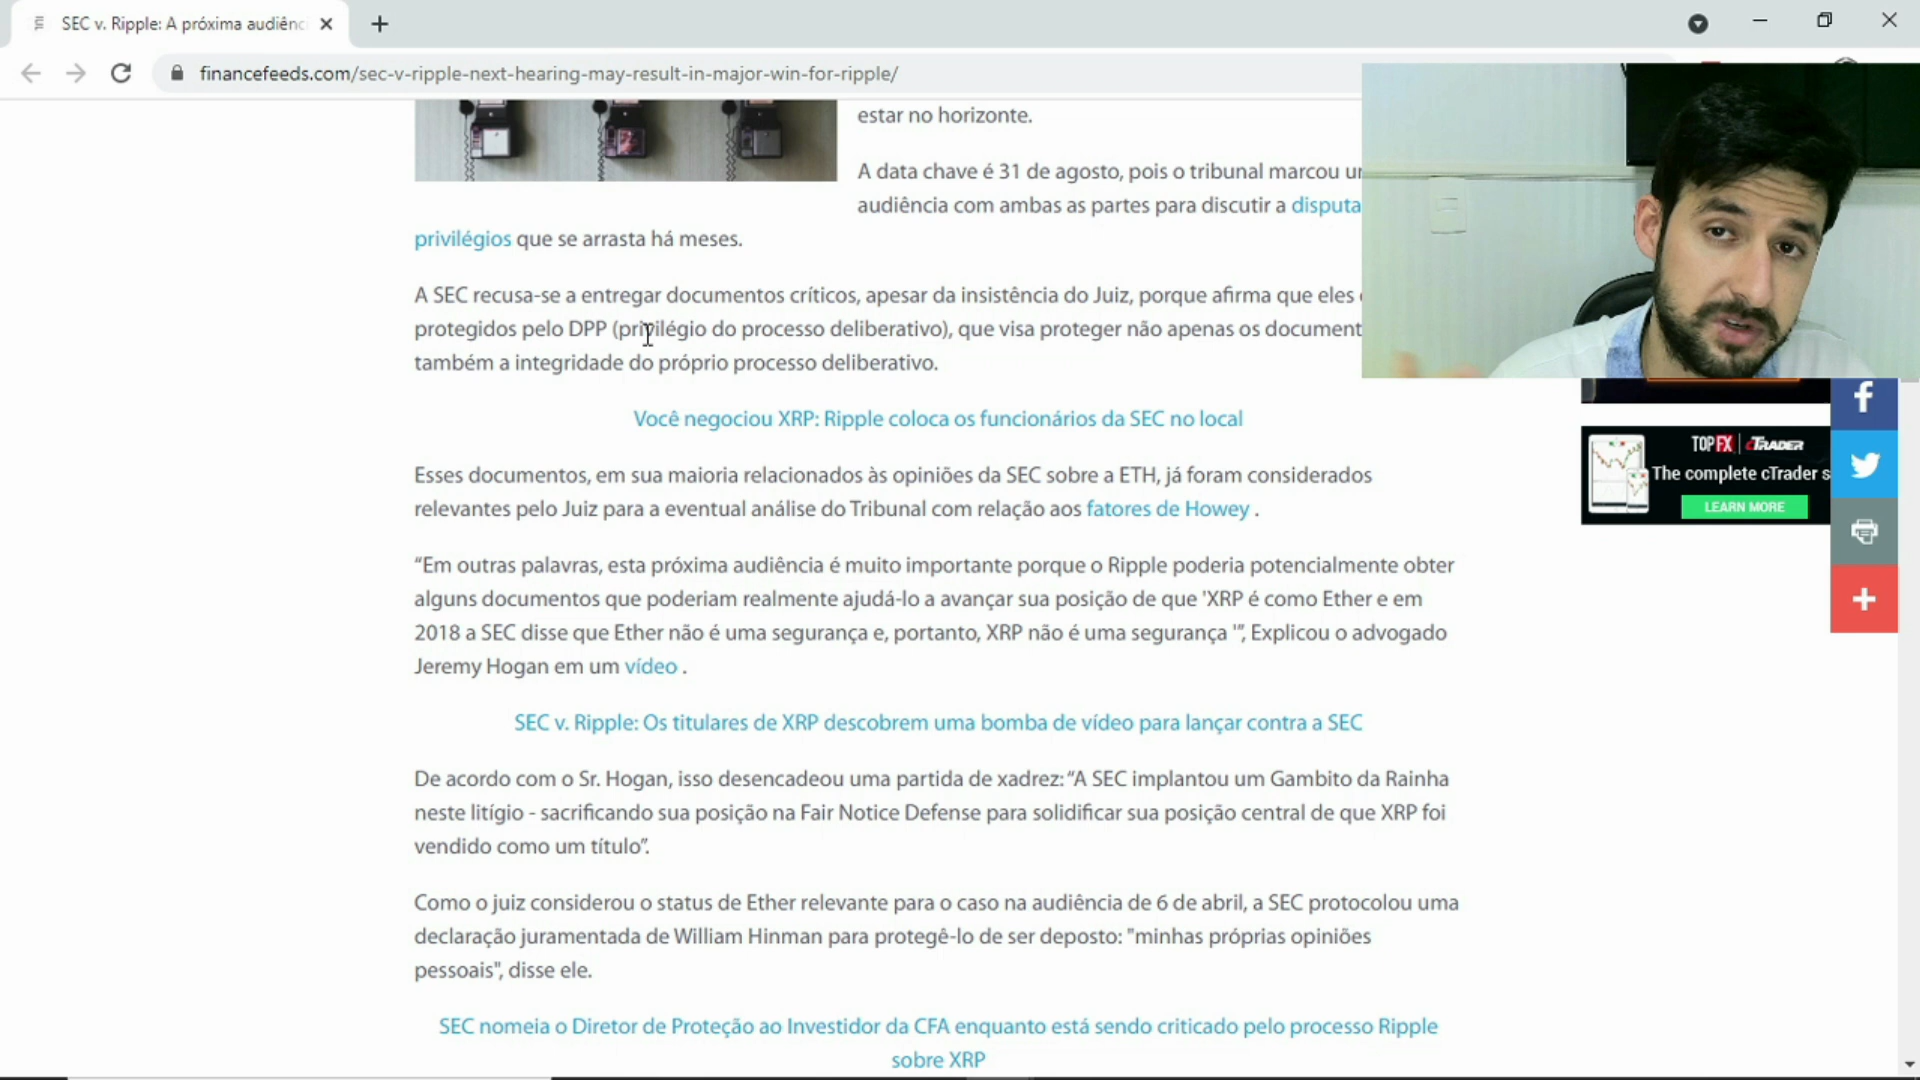 SEC v. Ripple: A próxima audiênc
financefeeds.com/sec-v-ripple-next-hearing-may-result-in-major-win-for-ripple/
estar no horizonte.
A data chave é 31 de agosto, pois o tribunal marcou
audiência com ambas as partes para discutir a disputa
privilégios que se arrasta há meses.
A SEC recusa-se a entregar documentos críticos, apesar da insistência do Juiz, porque afirma que eles
protegidos pelo DPP (privilégio do processo deliberativo), que visa proteger não apenas os document
também a integridade do próprio processo deliberativo.
Você negociou XRP: Ripple coloca os funcionários da SEC no local
TOPFX cTRADER
The complete cTrader s
LEARN MORE
Esses documentos, em sua maioria relacionados às opiniões da SEC sobre a ETH, já foram considerados
relevantes pelo Juiz para a eventual análise do Tribunal com relação aos fatores de Howey .
“Em outras palavras, esta próxima audiência é muito importante porque o Ripple poderia potencialmente obter
alguns documentos que poderiam realmente ajudá-lo a avançar sua posição de que 'XRP é como Ether e em
2018 a SEC disse que Ether não é uma segurança e, portanto, XRP não é uma segurança '”, Explicou o advogado
Jeremy Hogan em um vídeo .
SEC v. Ripple: Os titulares de XRP descobrem uma bomba de vídeo para lançar contra a SEC
De acordo com o Sr. Hogan, isso desencadeou uma partida de xadrez: “A SEC implantou um Gambito da Rainha
neste litígio - sacrificando sua posição na Fair Notice Defense para solidificar sua posição central de que XRP foi
vendido como um título”.
Como o juiz considerou o status de Ether relevante para o caso na audiência de 6 de abril, a SEC protocolou uma
declaração juramentada de William Hinman para protegê-lo de ser deposto: "minhas próprias opiniões
pessoais", disse ele.
SEC nomeia o Diretor de Proteção ao Investidor da CFA enquanto está sendo criticado pelo processo Ripple
sobre XRP